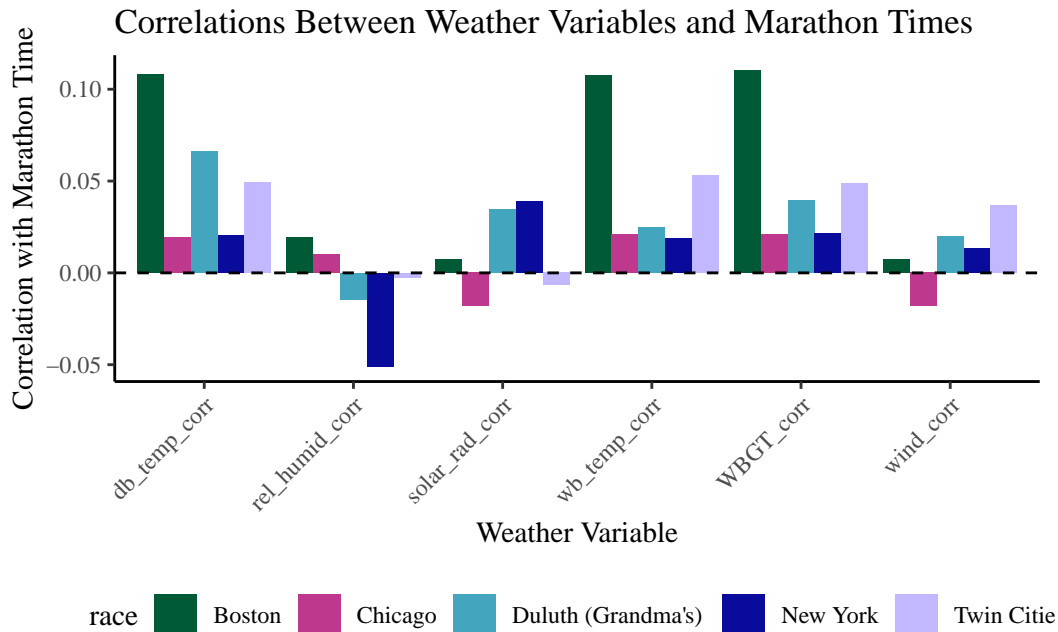 Correlations Between Weather Variables and Marathon Times
Correlation with Marathon Time
0.10
0.05
0.00
−0.05
db_temp_corr
rel_humid_corr
solar_rad_corr
wb_temp_corr
WBGT_corr
wind_corr
Weather Variable
race Boston Chicago Duluth (Grandma's) New York Twin Citie